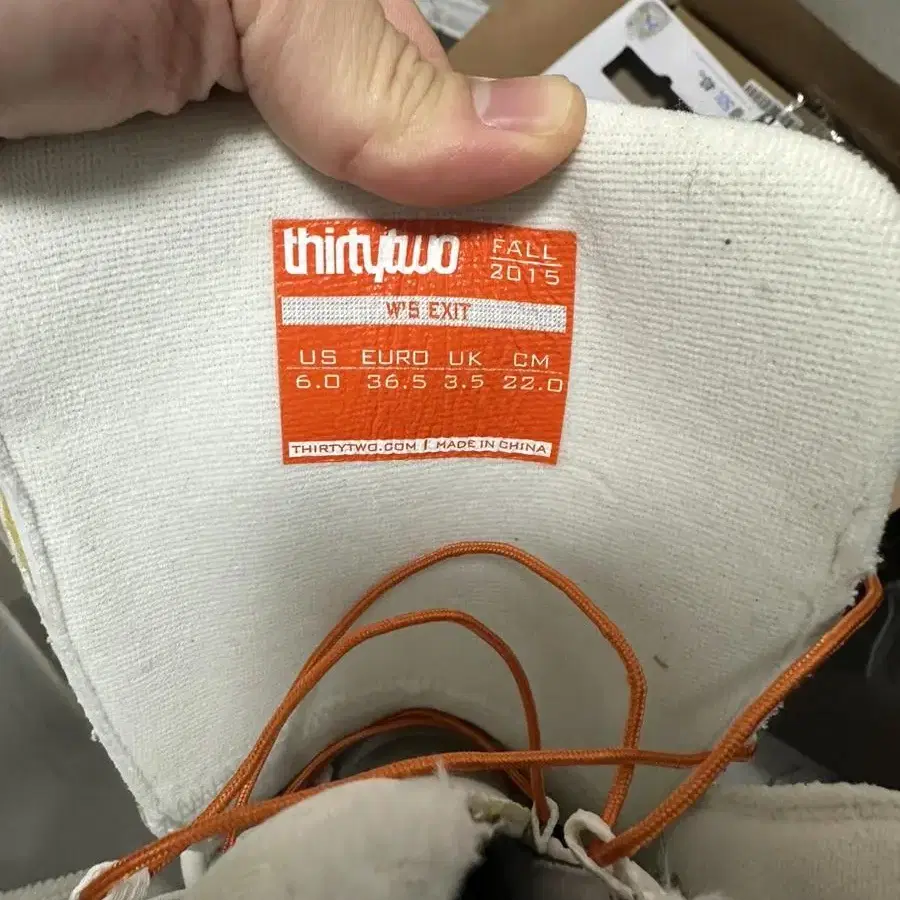 thirtytwo
FALL
2015
W'S EXIT
US EURO UK CM
6.0 36.5 3.5 22.0
THIRTYTWO.COM | MADE IN CHINA